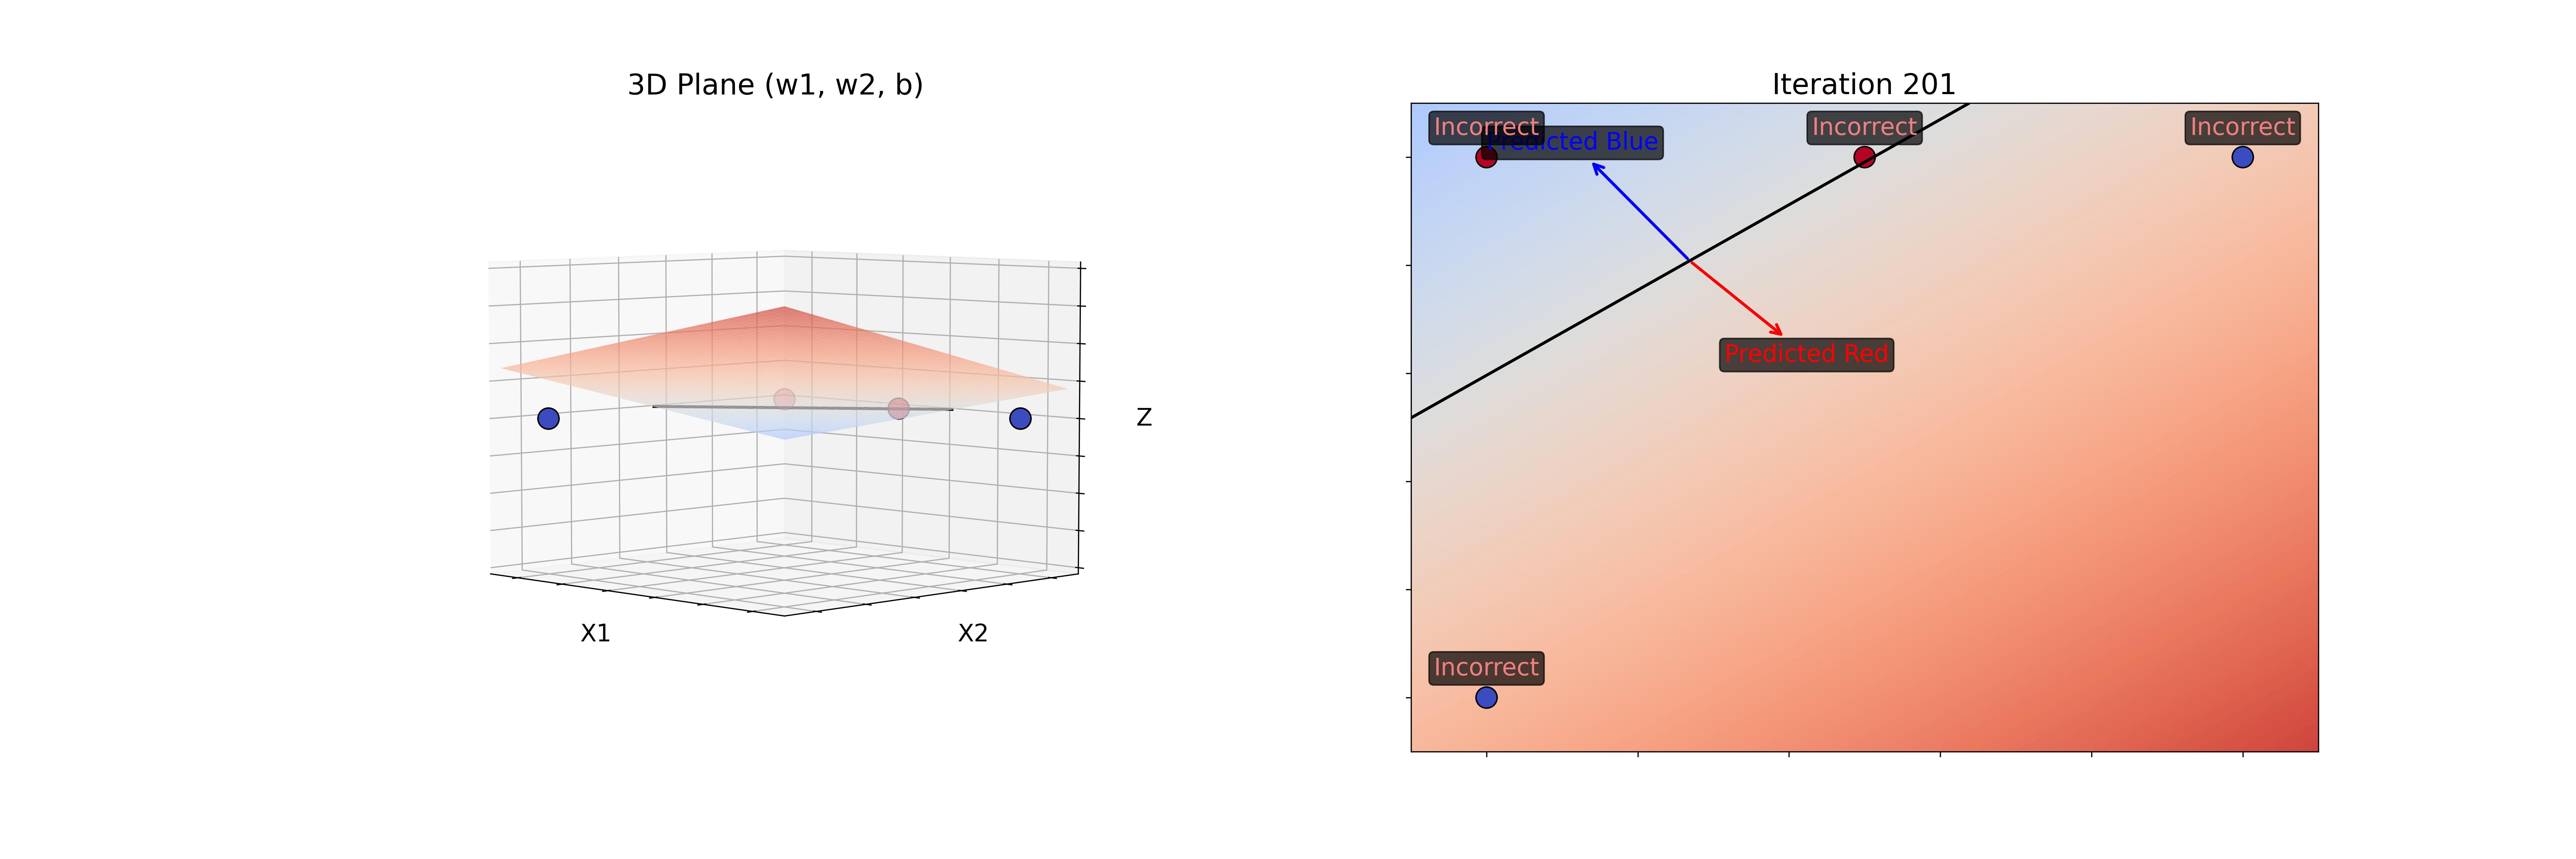 3D Plane (w1, w2, b)
Z
X1
X2
Iteration 201
Incorrect
Incorrect
Incorrect
Predicted Blue
Predicted Red
Incorrect